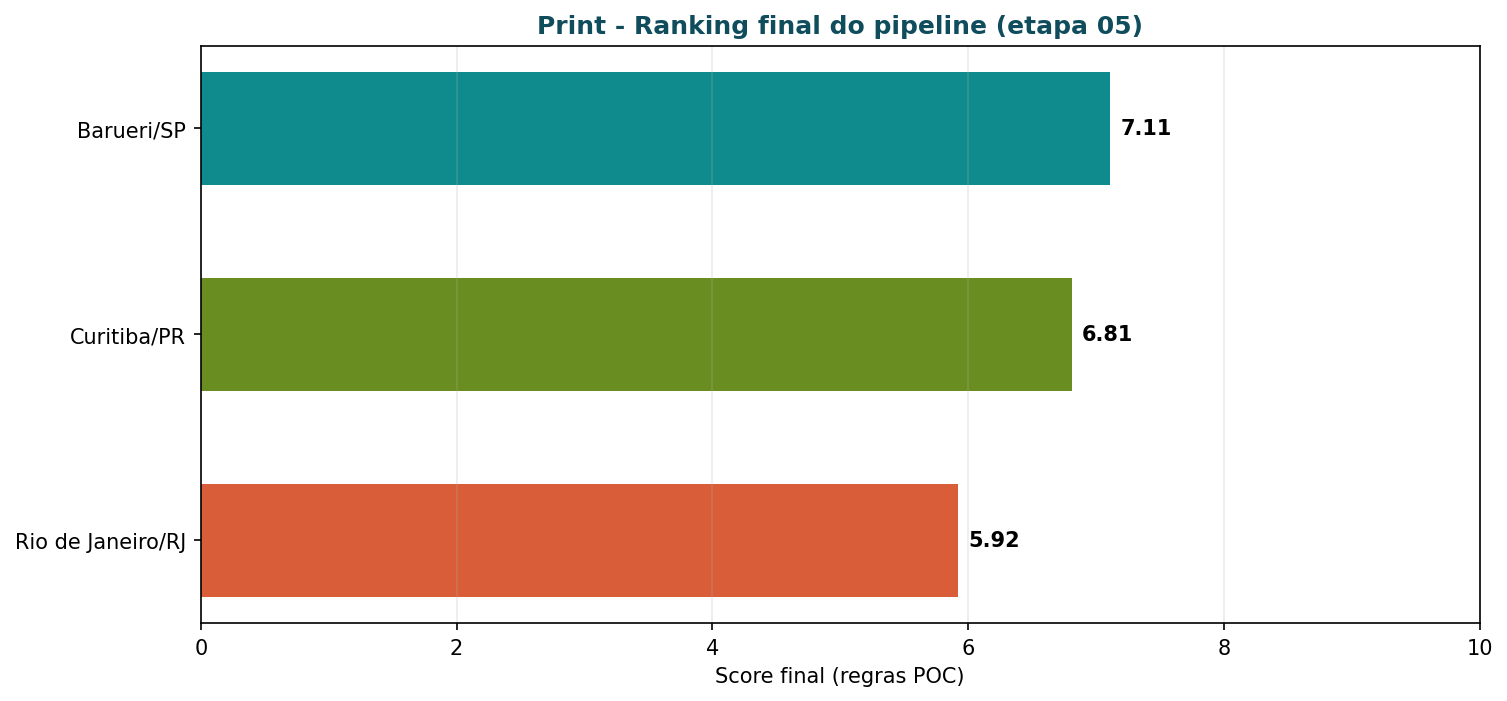 Print - Ranking final do pipeline (etapa 05)
Barueri/SP
7.11
Curitiba/PR
6.81
Rio de Janeiro/RJ
5.92
0 2 4 6 8 10
Score final (regras POC)